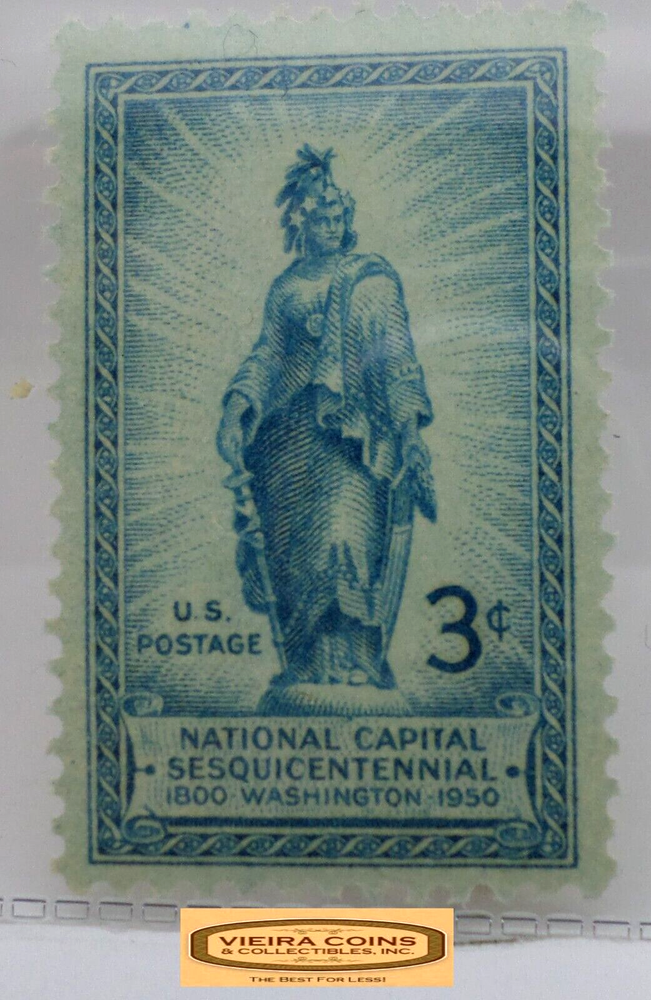 U.S.
POSTAGE
3¢
NATIONAL CAPITAL
SESQUICENTENNIAL
1800·WASHINGTON·1950
VIEIRA COINS
& COLLECTIBLES, INC.
THE BEST FOR LESS!